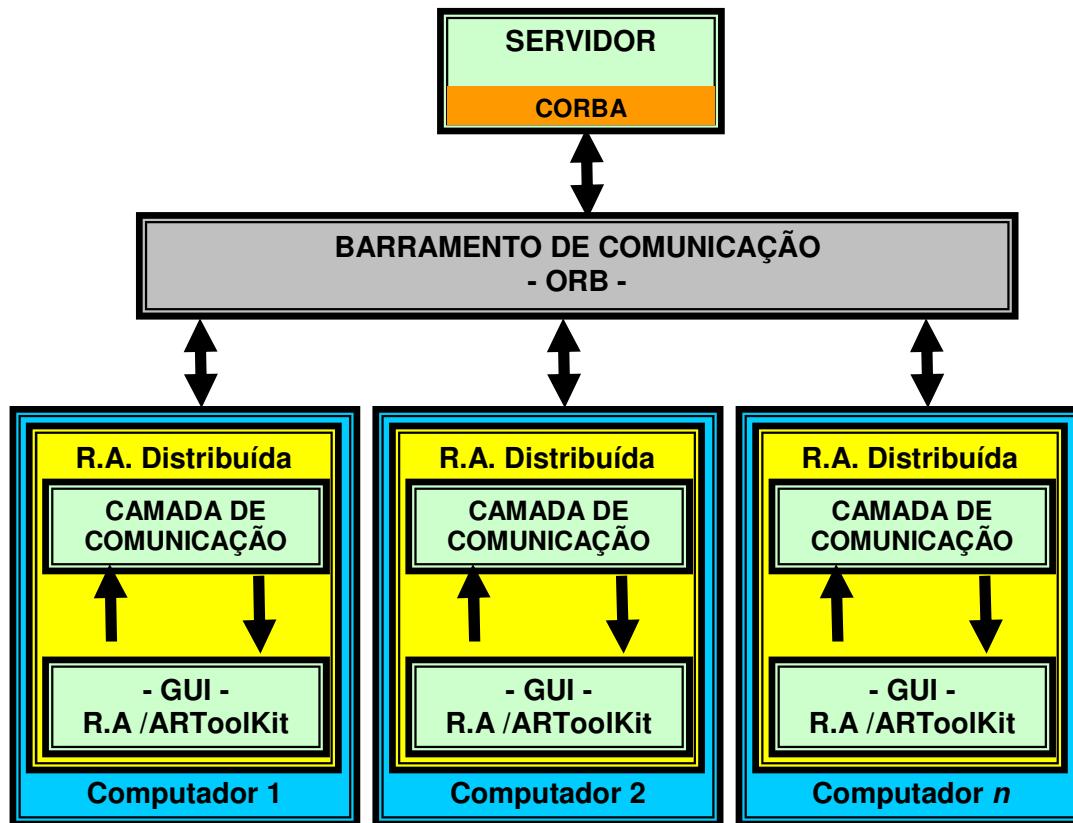 SERVIDOR
CORBA
BARRAMENTO DE COMUNICAÇÃO
- ORB -
R.A. Distribuída
CAMADA DE
COMUNICAÇÃO
- GUI -
R.A /ARToolKit
Computador 1
R.A. Distribuída
CAMADA DE
COMUNICAÇÃO
- GUI -
R.A /ARToolKit
Computador 2
R.A. Distribuída
CAMADA DE
COMUNICAÇÃO
- GUI -
R.A /ARToolKit
Computador n